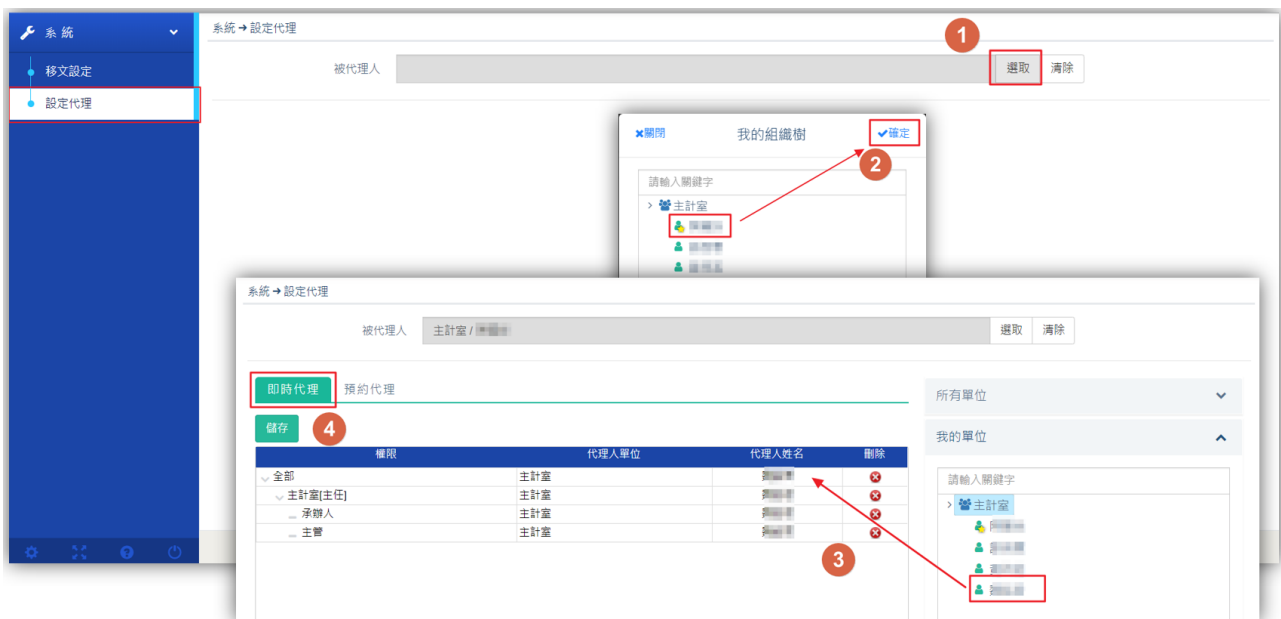 系統
移文設定
設定代理
系統➔設定代理
1
被代理人
選取 清除
✖關閉 我的組織樹 ✔確定
2
請輸入關鍵字
主計室
系統➔設定代理
被代理人 主計室 / 選取 清除
即時代理 預約代理
儲存 4
權限 代理人單位 代理人姓名 刪除
全部 主計室
主計室[主任] 主計室
承辦人 主計室
主管 主計室
3
所有單位
我的單位
請輸入關鍵字
主計室